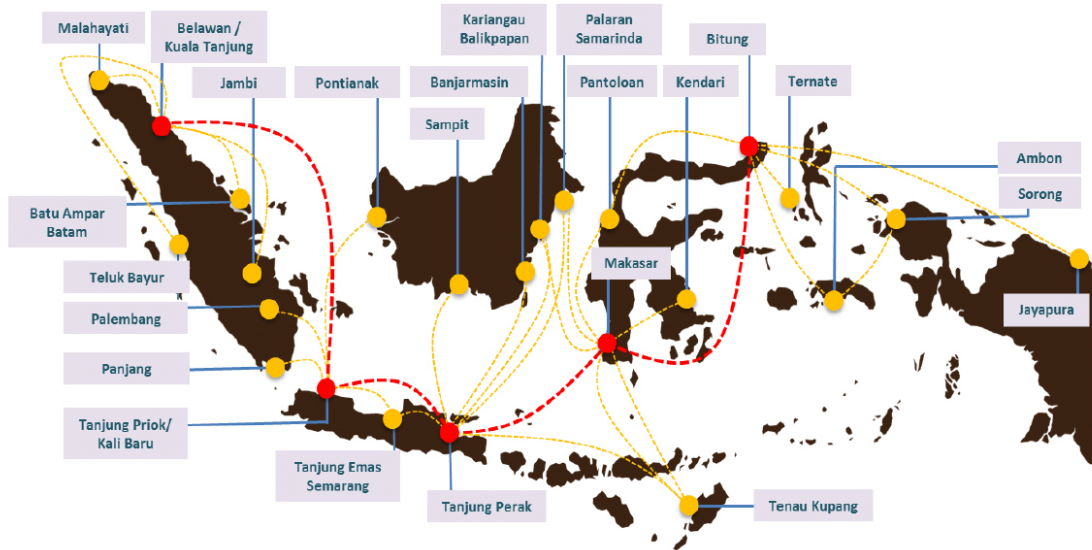 Malahayati
Belawan /
Kuala Tanjung
Jambi
Pontianak
Kariangau
Balikpapan
Banjarmasin
Sampit
Palaran
Samarinda
Pantoloan
Kendari
Bitung
Ternate
Ambon
Sorong
Batu Ampar
Batam
Teluk Bayur
Palembang
Panjang
Tanjung Priok/
Kali Baru
Tanjung Emas
Semarang
Tanjung Perak
Makasar
Tenau Kupang
Jayapura